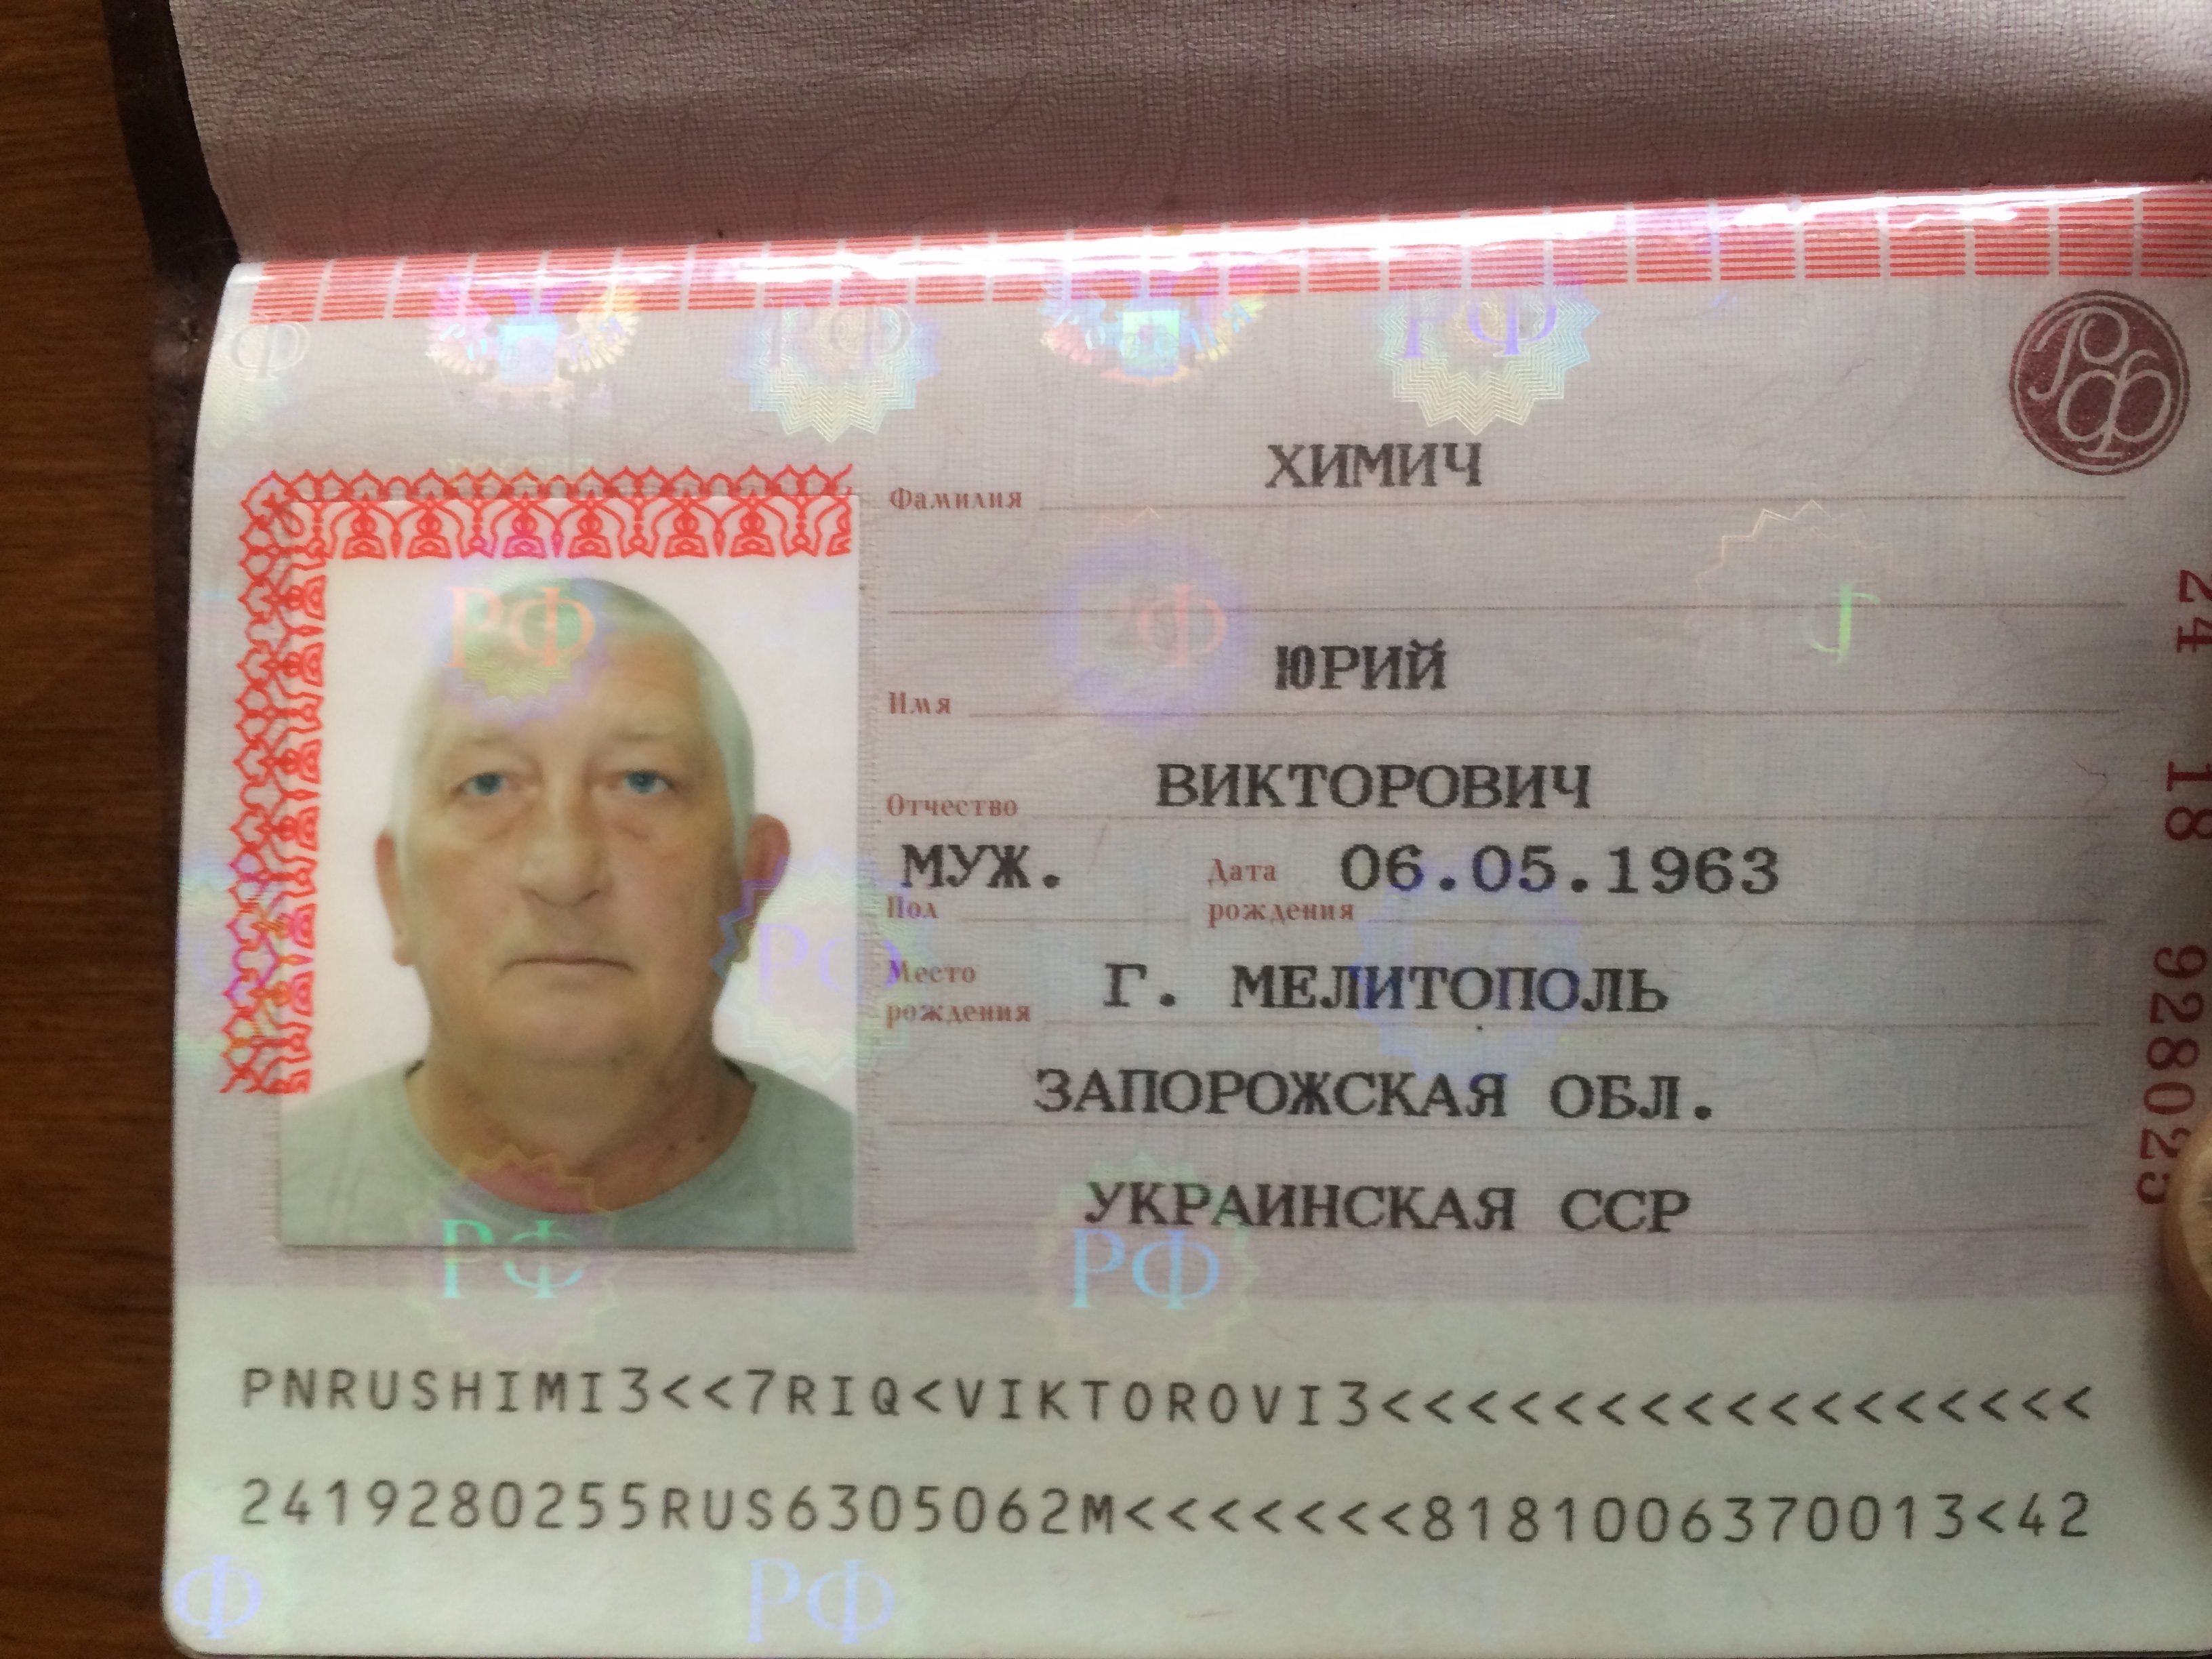 ХИМИЧ
Фамилия
ЮРИЙ
Имя
ВИКТОРОВИЧ
Отчество
МУЖ. Дата 06.05.1963
Пол рождения
Место Г. МЕЛИТОПОЛЬ
рождения
ЗАПОРОЖСКАЯ ОБЛ.
УКРАИНСКАЯ ССР
24 18 928025
РФ
PNRUSHIMI3<<7RIQ<VIKTOROVI3<<<<<<<<<<<<<<<<<
2419280255RUS6305062M<<<<<<<8181006370013<42